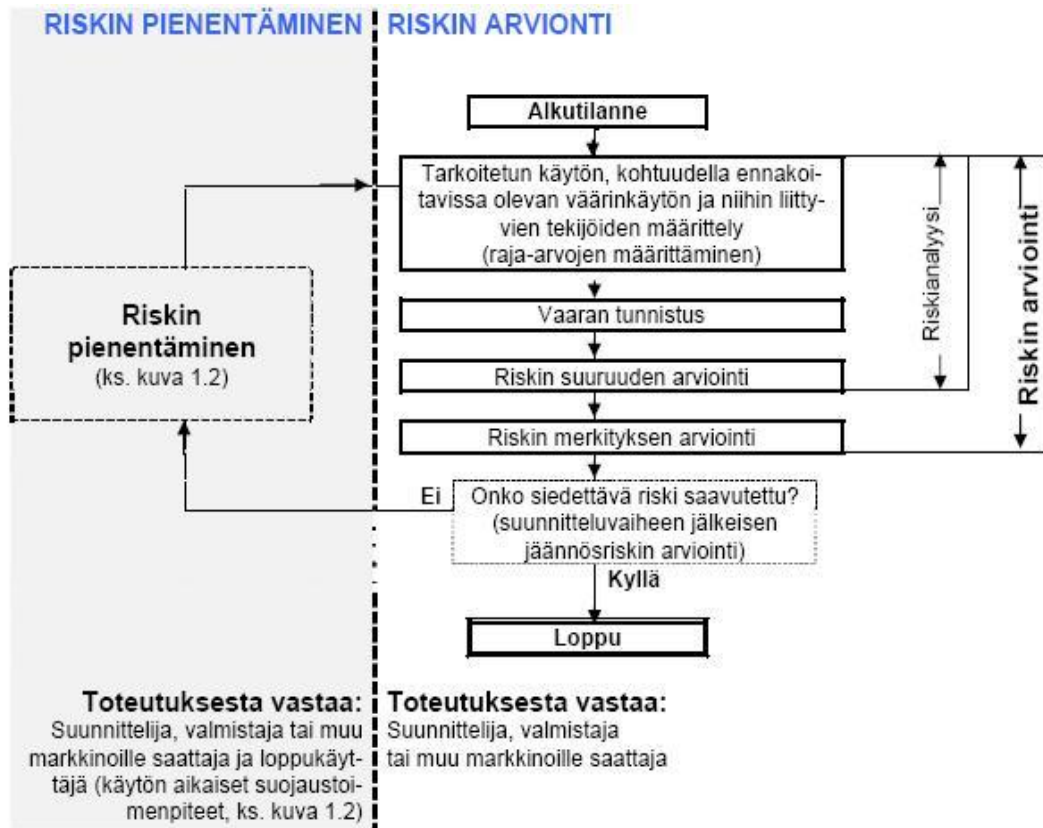 RISKIN PIENENTÄMINEN
RISKIN ARVIONTI
Alkutilanne
Tarkoitetun käytön, kohtuudella ennakoi-
tavissa olevan väärinkäytön ja niihin liitty-
vien tekijöiden määrittely
(raja-arvojen määrittäminen)
Vaaran tunnistus
Riskin suuruuden arviointi
Riskin merkityksen arviointi
Riskianalyysi
Riskin arviointi
Riskin
pienentäminen
(ks. kuva 1.2)
Ei
Onko siedettävä riski saavutettu?
(suunnitteluvaiheen jälkeisen
jäännösriskin arviointi)
Kyllä
Loppu
Toteutuksesta vastaa:
Suunnittelija, valmistaja tai muu
markkinoille saattaja ja loppukäyt-
täjä (käytön aikaiset suojaustoi-
menpiteet, ks. kuva 1.2)
Toteutuksesta vastaa:
Suunnittelija, valmistaja
tai muu markkinoille saattaja